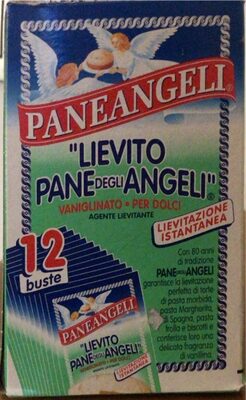 PANEANGELI
"LIEVITO
PANE DEGLI ANGELI"
VANIGLINATO • PER DOLCI
AGENTE LIEVITANTE
LIEVITAZIONE
ISTANTANEA
12
buste
Con 80 anni
di tradizione
PANE DEGLI ANGELI
garantisce la lievitazione
perfetta di torte
di pasta morbida,
pasta Margherita,
di Spagna, pasta
frolla e biscotti e
conferisce loro una
delicata fragranza
di vanillina.
PANEANGELI
"LIEVITO
PANE DEGLI ANGELI"